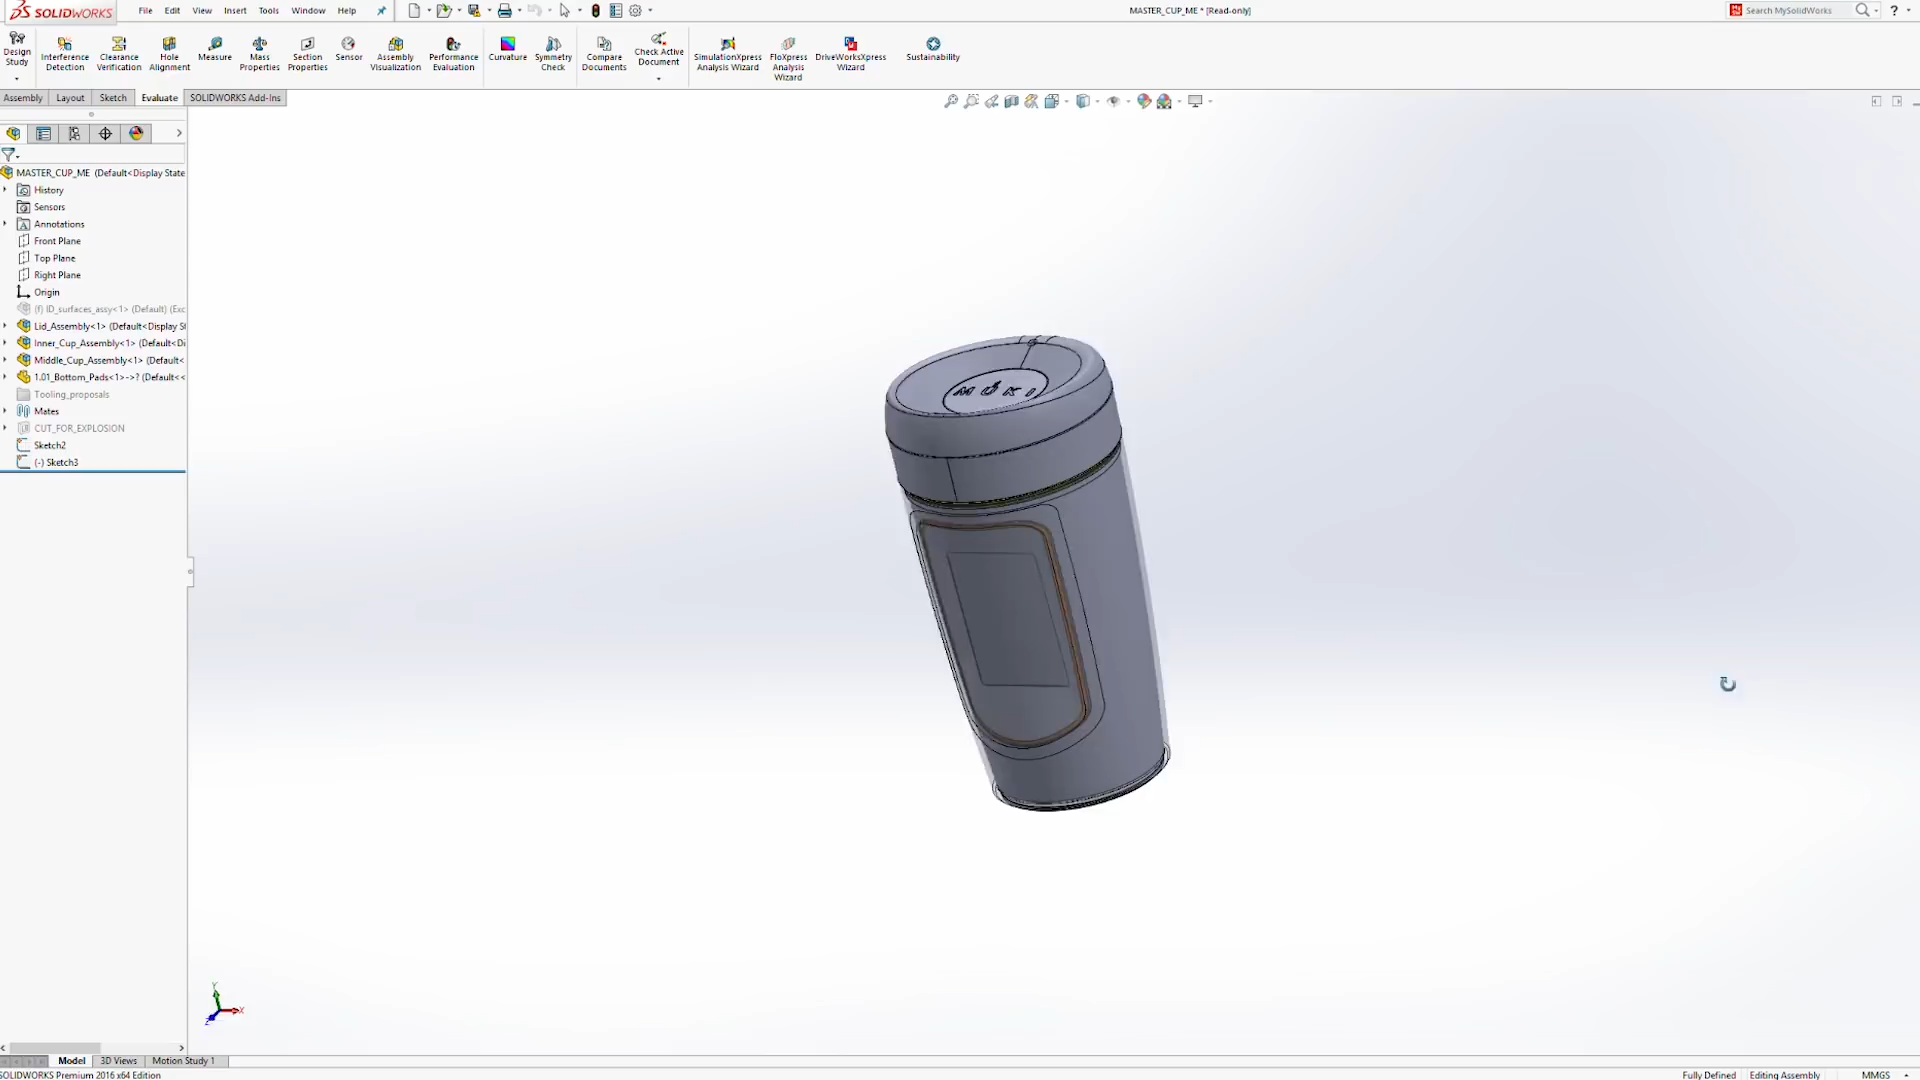 SOLIDWORKS File Edit View Insert Tools Window Help MASTER_CUP_ME * [Read-only] Search MySolidWorks ?
Design Study Interference Detection Clearance Verification Hole Alignment Measure Mass Properties Section Properties Sensor Assembly Visualization Performance Evaluation Curvature Symmetry Check Compare Documents Check Active Document SimulationXpress Analysis Wizard FloXpress Analysis Wizard DriveWorksXpress Wizard Sustainability
Assembly Layout Sketch Evaluate SOLIDWORKS Add-Ins
MASTER_CUP_ME (Default<Display State
History
Sensors
Annotations
Front Plane
Top Plane
Right Plane
Origin
(f) ID_surfaces_assy<1> (Default) (Exc
Lid_Assembly<1> (Default<Display St
Inner_Cup_Assembly<1> (Default<Di
Middle_Cup_Assembly<1> (Default<
1.01_Bottom_Pads<1>->? (Default<<
Tooling_proposals
Mates
CUT_FOR_EXPLOSION
Sketch2
(-) Sketch3
MÜKI
Y
X
Z
Model 3D Views Motion Study 1
SOLIDWORKS Premium 2016 x64 Edition Fully Defined Editing Assembly MMGS